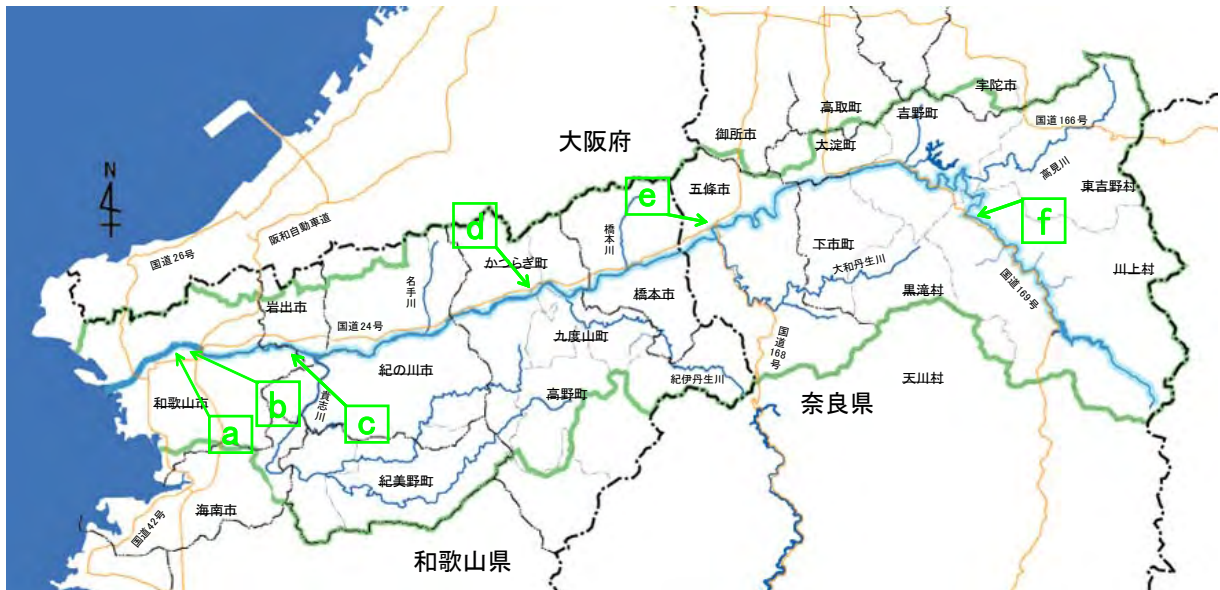 宇陀市
高取町
吉野町
国道166号
御所市
大淀町
大阪府
高見川
N
五條市
東吉野村
e
f
阪和自動車道
d
橋本川
国道26号
かつらぎ町
下市町
大和丹生川
川上村
名手川
岩出市
橋本市
黒滝村
国道169号
国道24号
九度山町
国道168号
紀の川市
紀伊丹生川
天川村
和歌山市
b
貴志川
c
高野町
奈良県
a
紀美野町
海南市
国道42号
和歌山県